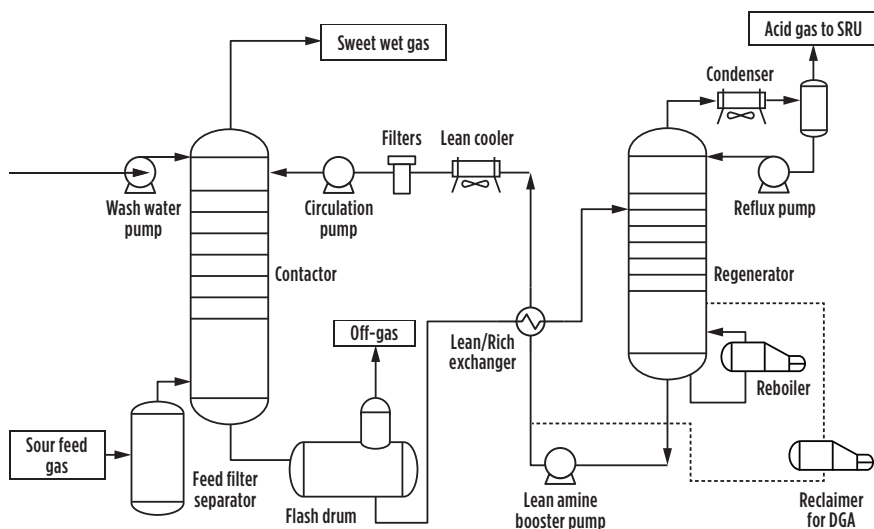 Sweet wet gas
Acid gas to SRU
Condenser
Filters
Lean cooler
Wash water
pump
Circulation
pump
Reflux pump
Contactor
Regenerator
Off-gas
Lean/Rich
exchanger
Reboiler
Sour feed
gas
Feed filter
separator
Flash drum
Lean amine
booster pump
Reclaimer
for DGA